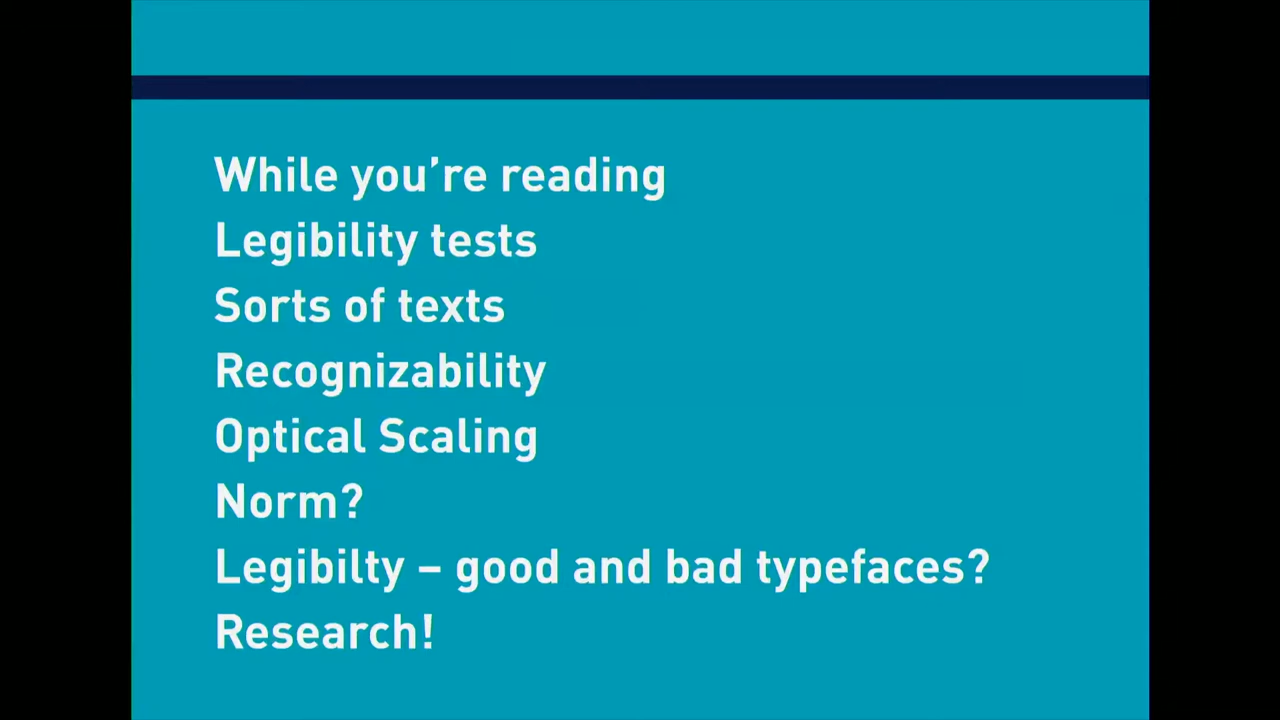 While you’re reading
Legibility tests
Sorts of texts
Recognizability
Optical Scaling
Norm?
Legibilty – good and bad typefaces?
Research!